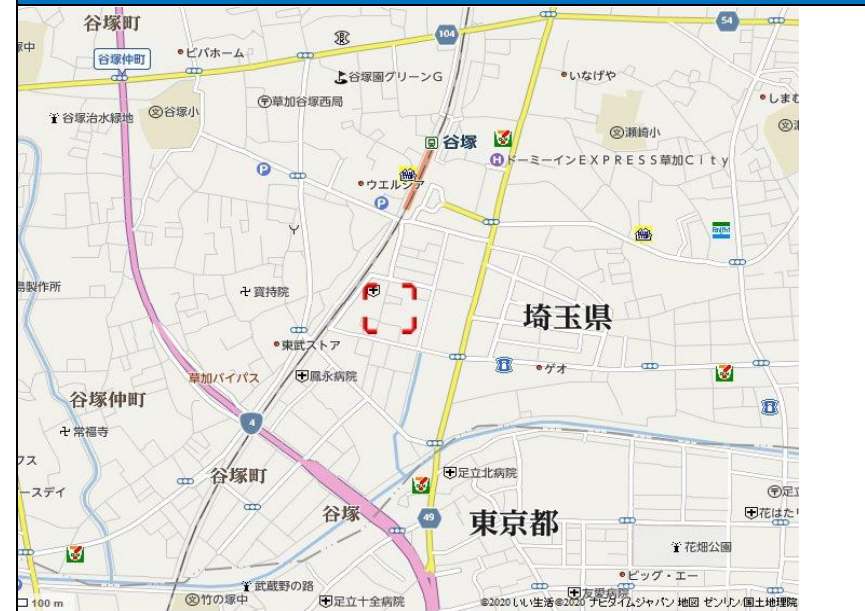 谷塚町
54
104
谷塚仲町
ビバホーム
谷塚園グリーンG
いなげや
草加谷塚西局
谷塚治水緑地
谷塚小
谷塚
瀬崎小
P
H
ドーミーインEXPRESS草加City
ウエルシア
P
製作所
寶持院
埼玉県
東武ストア
ゲオ
草加バイパス
鳳永病院
谷塚仲町
4
常福寺
谷塚町
足立北病院
ースデイ
谷塚
49
東京都
花畑公園
ビッグ・エー
武蔵野の路
友愛病院
100 m
竹の塚中
足立十全病院
©2020 いい生活©2020 ナビタイムジャパン 地図 ゼンリン/国土地理院